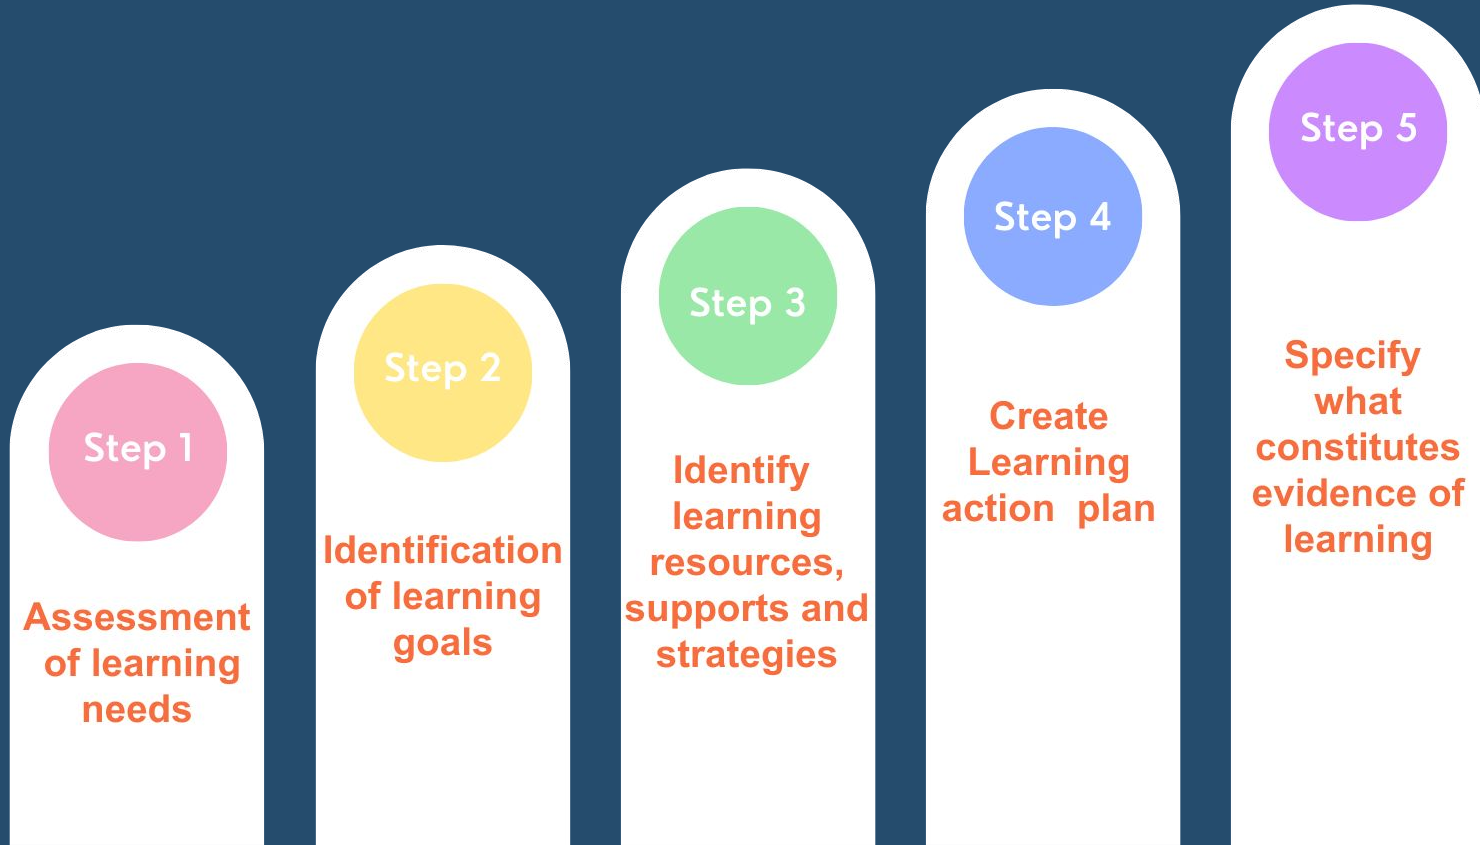 Step 1
Assessment
of learning
needs
Step 2
Identification
of learning
goals
Step 3
Identify
learning
resources,
supports and
strategies
Step 4
Create
Learning
action  plan
Step 5
Specify
what
constitutes
evidence of
learning